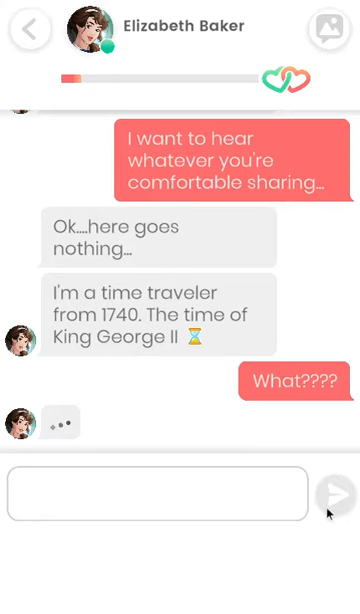 Elizabeth Baker
I want to hear
whatever you're
comfortable sharing...
Ok....here goes
nothing...
I'm a time traveler
from 1740. The time of
King George II ⏳
What????
...